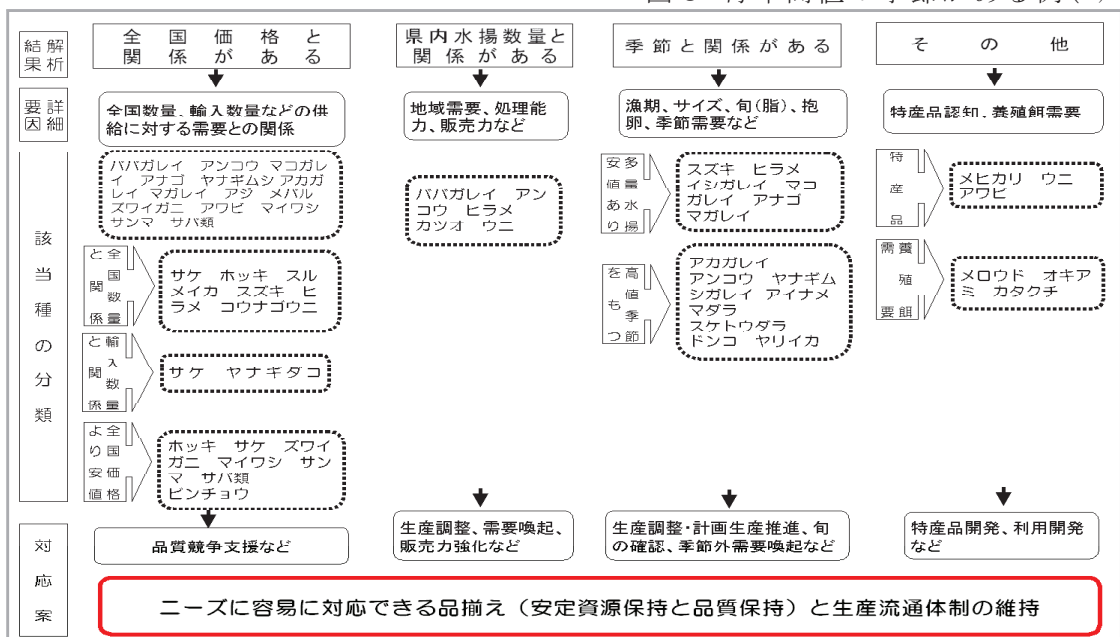 解析
結果
全国価格と
関係がある
県内水揚数量と
関係がある
季節と関係がある
その他
詳細
要因
全国数量、輸入数量などの供
給に対する需要との関係
地域需要、処理能
力、販売力など
漁期、サイズ、旬(脂)、抱
卵、季節需要など
特産品認知、養殖餌需要
該当種の分類
ババガレイ アンコウ マコガレ
イ アナゴ ヤナギムシ アカガ
レイ マガレイ アジ メバル
ズワイガニ アワビ マイワシ
サンマ サバ類
全国数量
と関係
サケ ホッキ スル
メイカ スズキ ヒ
ラメ コウナゴウニ
輸入数量
と関係
サケ ヤナギダコ
全国価格
より安値
ホッキ サケ ズワイ
ガニ マイワシ サン
マ サバ類
ビンチョウ
ババガレイ アン
コウ ヒラメ
カツオ ウニ
多量水揚
安値あり
スズキ ヒラメ
イシガレイ マコ
ガレイ アナゴ
マガレイ
高値季節
をもつ
アカガレイ
アンコウ ヤナギム
シガレイ アイナメ
マダラ
スケトウダラ
ドンコ ヤリイカ
特産品
メヒカリ ウニ
アワビ
養殖餌
需要
メロウド オキア
ミ カタクチ
対応案
品質競争支援など
生産調整、需要喚起、
販売力強化など
生産調整・計画生産推進、旬
の確認、季節外需要喚起など
特産品開発、利用開発
など
ニーズに容易に対応できる品揃え（安定資源保持と品質保持）と生産流通体制の維持